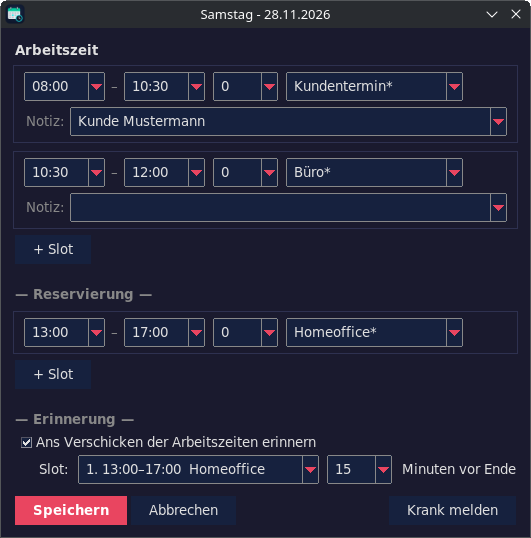 Samstag - 28.11.2026
Arbeitszeit
08:00 – 10:30 0 Kundentermin*
Notiz: Kunde Mustermann
10:30 – 12:00 0 Büro*
Notiz:
+ Slot
— Reservierung —
13:00 – 17:00 0 Homeoffice*
+ Slot
— Erinnerung —
Ans Verschicken der Arbeitszeiten erinnern
Slot: 1. 13:00–17:00 Homeoffice 15 Minuten vor Ende
Speichern Abbrechen Krank melden